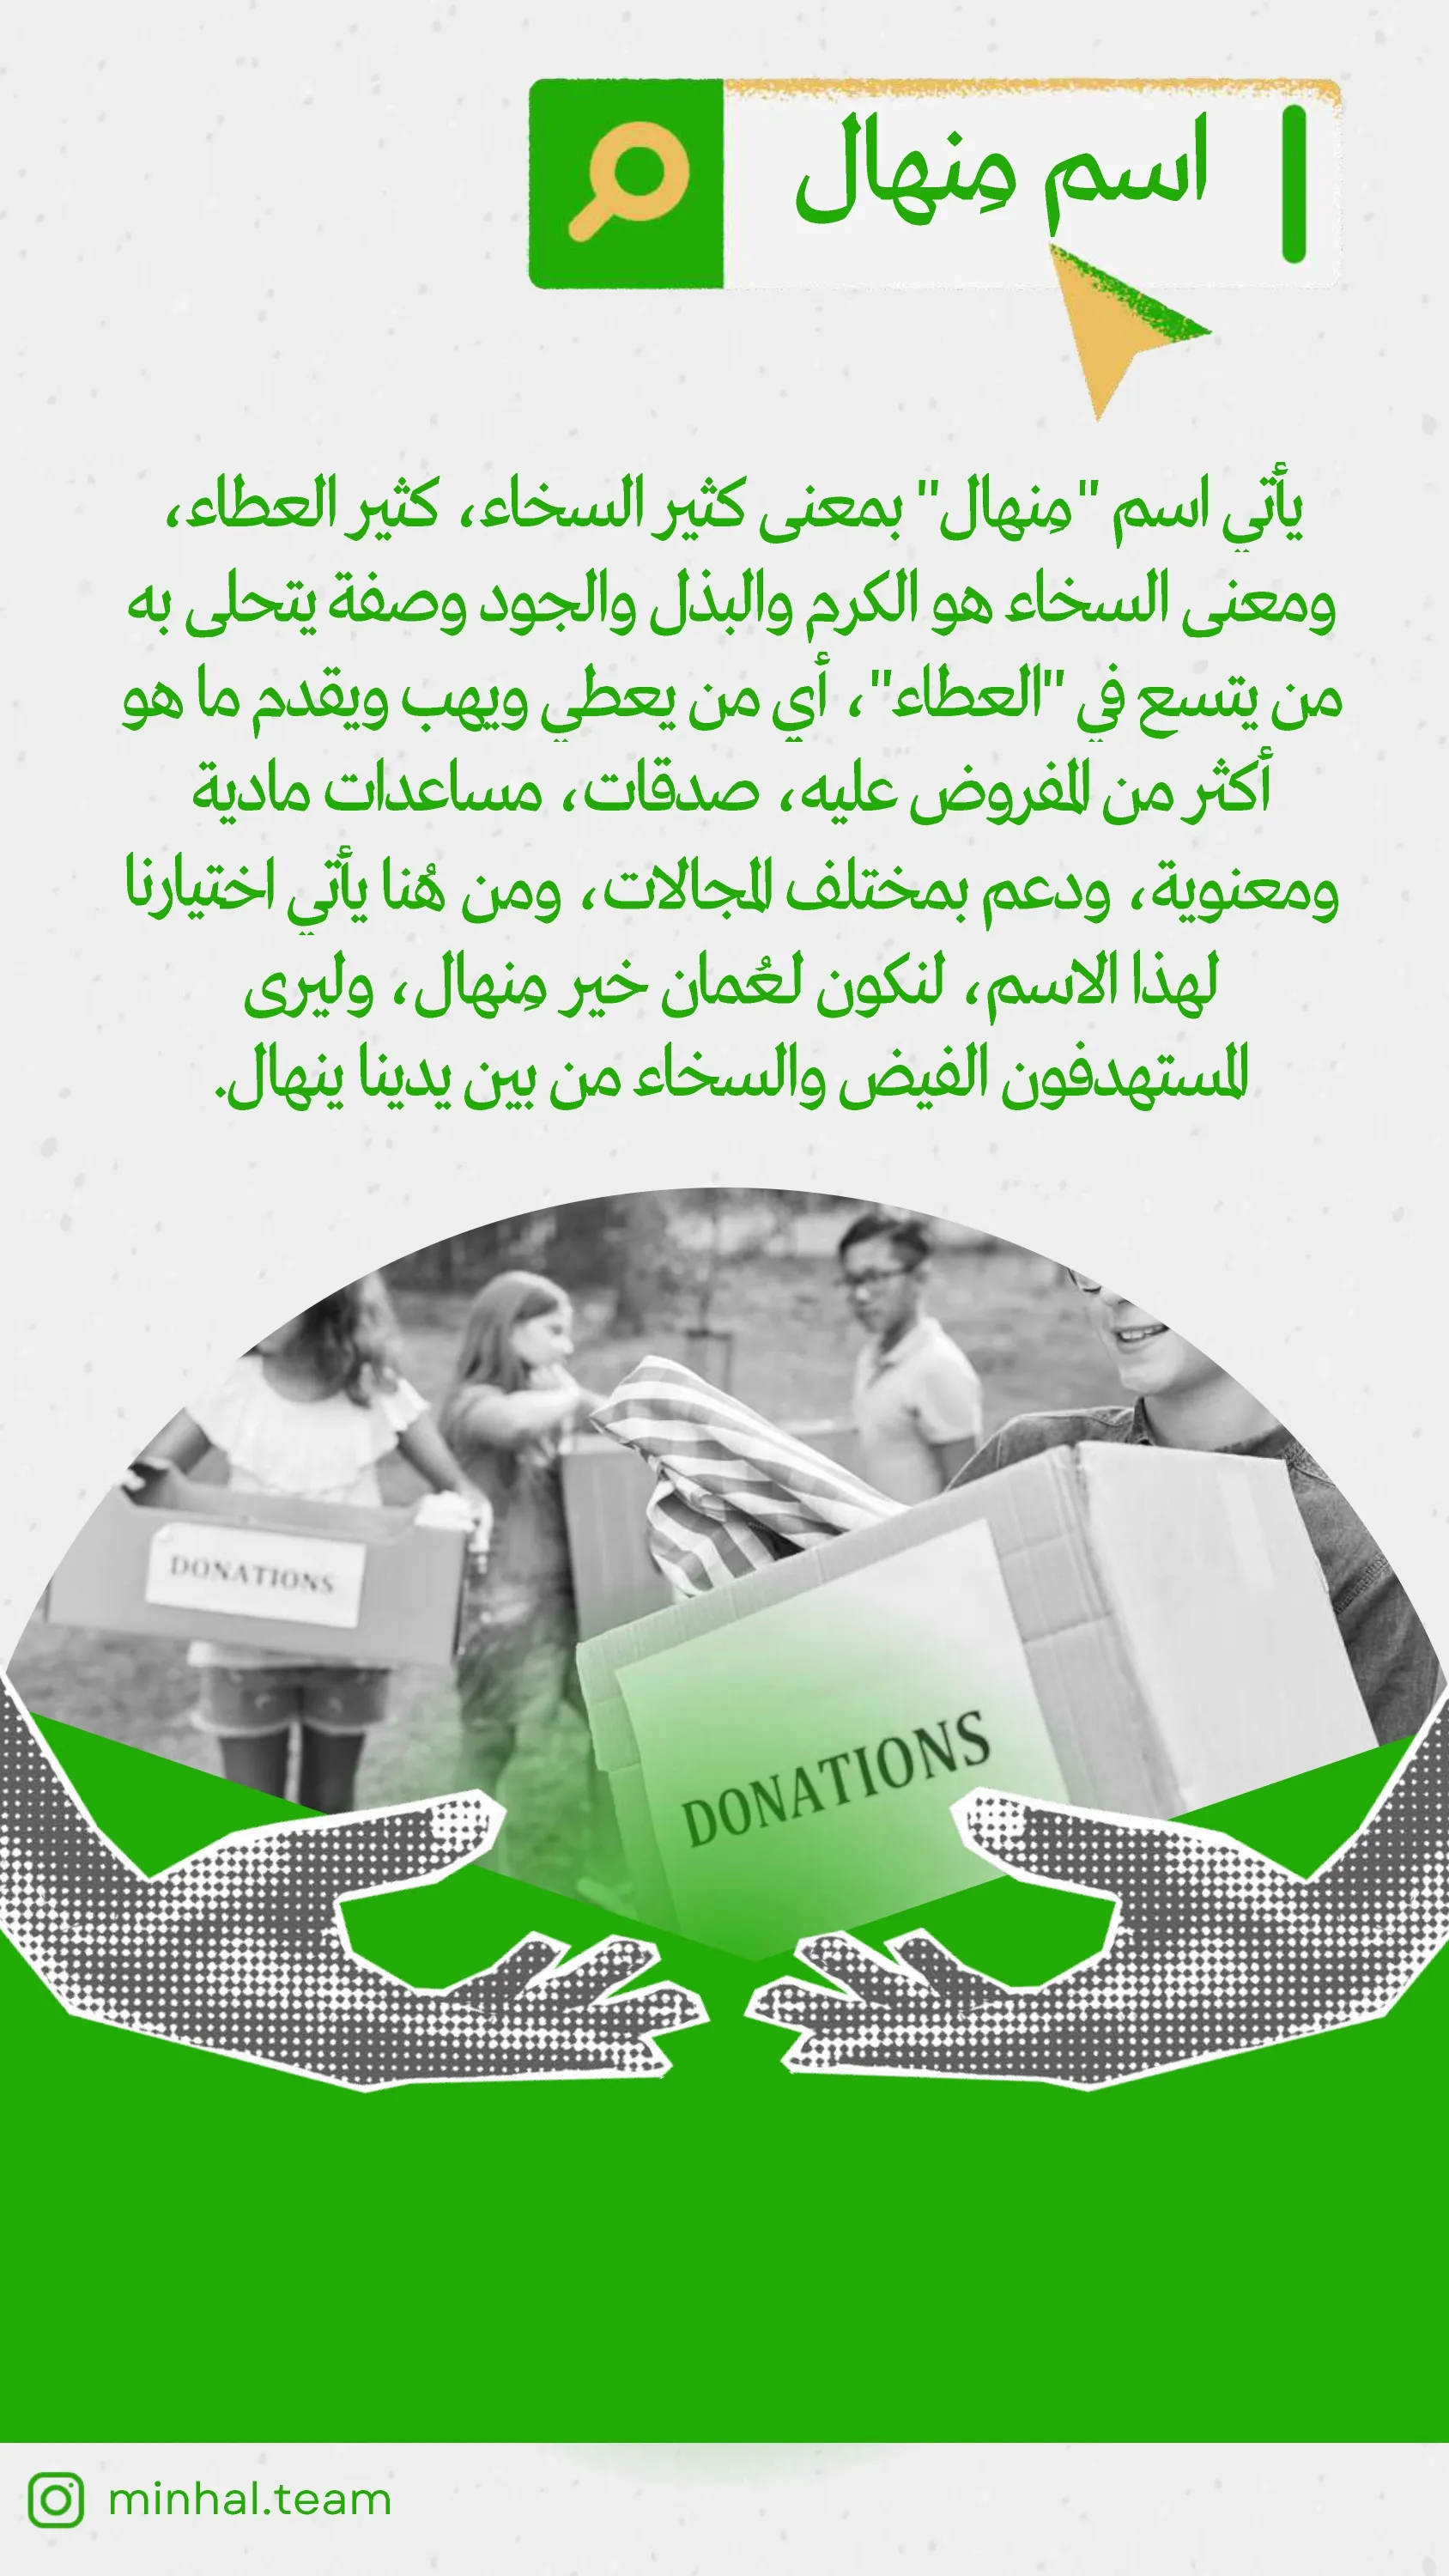 اسم مِنهال
يأتي اسم "مِنهال" بمعنى كثير السخاء، كثير العطاء،
ومعنى السخاء هو الكرم والبذل والجود وصفة يتحلى به
من يتسع في "العطاء"، أي من يعطي ويهب ويقدم ما هو
أكثر من المفروض عليه، صدقات، مساعدات مادية
ومعنوية، ودعم بمختلف المجالات، ومن هُنا يأتي اختيارنا
لهذا الاسم، لنكون لعُمان خير مِنهال، وليرى
المستهدفون الفيض والسخاء من بين يدينا ينهال.
DONATIONS
DONATIONS
minhal.team